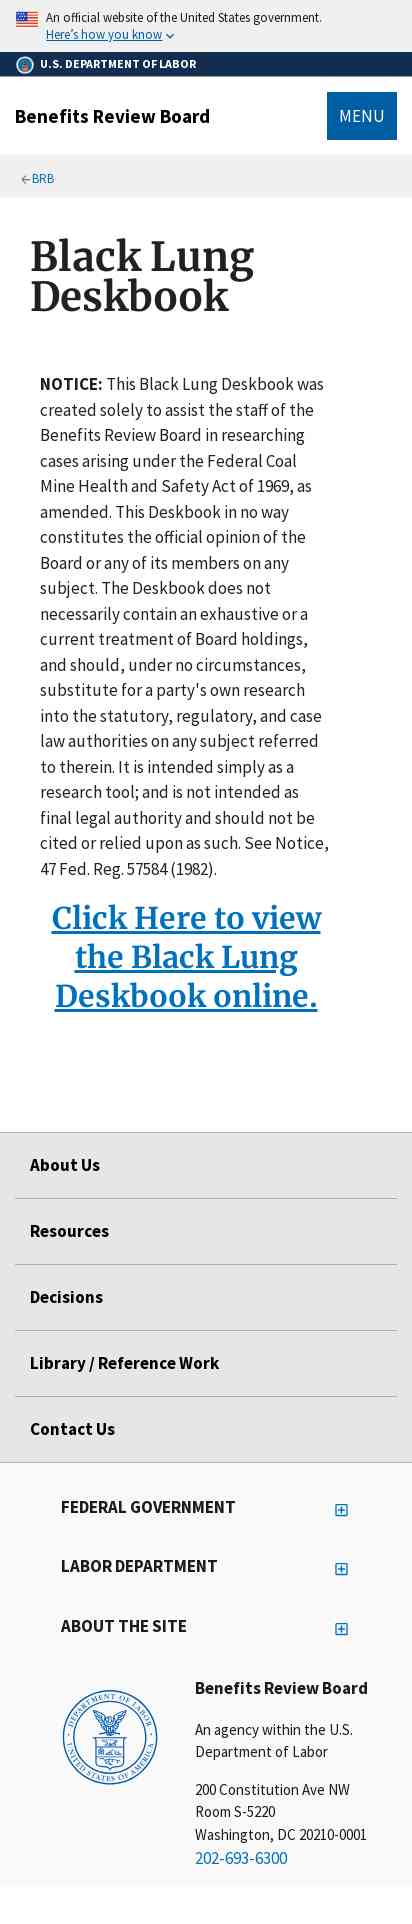 An official website of the United States government.
Here's how you know
U.S. DEPARTMENT OF LABOR
Benefits Review Board
MENU
BRB
Black Lung
Deskbook
NOTICE: This Black Lung Deskbook was
created solely to assist the staff of the
Benefits Review Board in researching
cases arising under the Federal Coal
Mine Health and Safety Act of 1969, as
amended. This Deskbook in no way
constitutes the official opinion of the
Board or any of its members on any
subject. The Deskbook does not
necessarily contain an exhaustive or a
current treatment of Board holdings,
and should, under no circumstances,
substitute for a party's own research
into the statutory, regulatory, and case
law authorities on any subject referred
to therein. It is intended simply as a
research tool; and is not intended as
final legal authority and should not be
cited or relied upon as such. See Notice,
47 Fed. Reg. 57584 (1982).
Click Here to view
the Black Lung
Deskbook online.
About Us
Resources
Decisions
Library / Reference Work
Contact Us
FEDERAL GOVERNMENT
LABOR DEPARTMENT
ABOUT THE SITE
DEPARTMENT OF LABOR
UNITED STATES OF AMERICA
Benefits Review Board
An agency within the U.S.
Department of Labor
200 Constitution Ave NW
Room S-5220
Washington, DC 20210-0001
202-693-6300